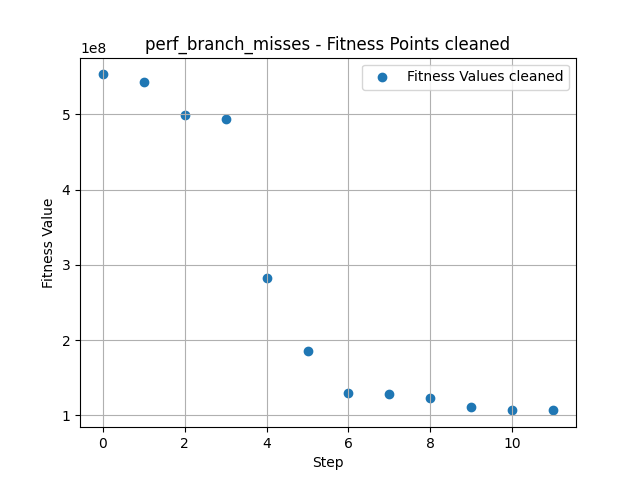 perf_branch_misses - Fitness Points cleaned
1e8
Fitness Values cleaned
5
4
3
2
1
Fitness Value
0 2 4 6 8 10
Step